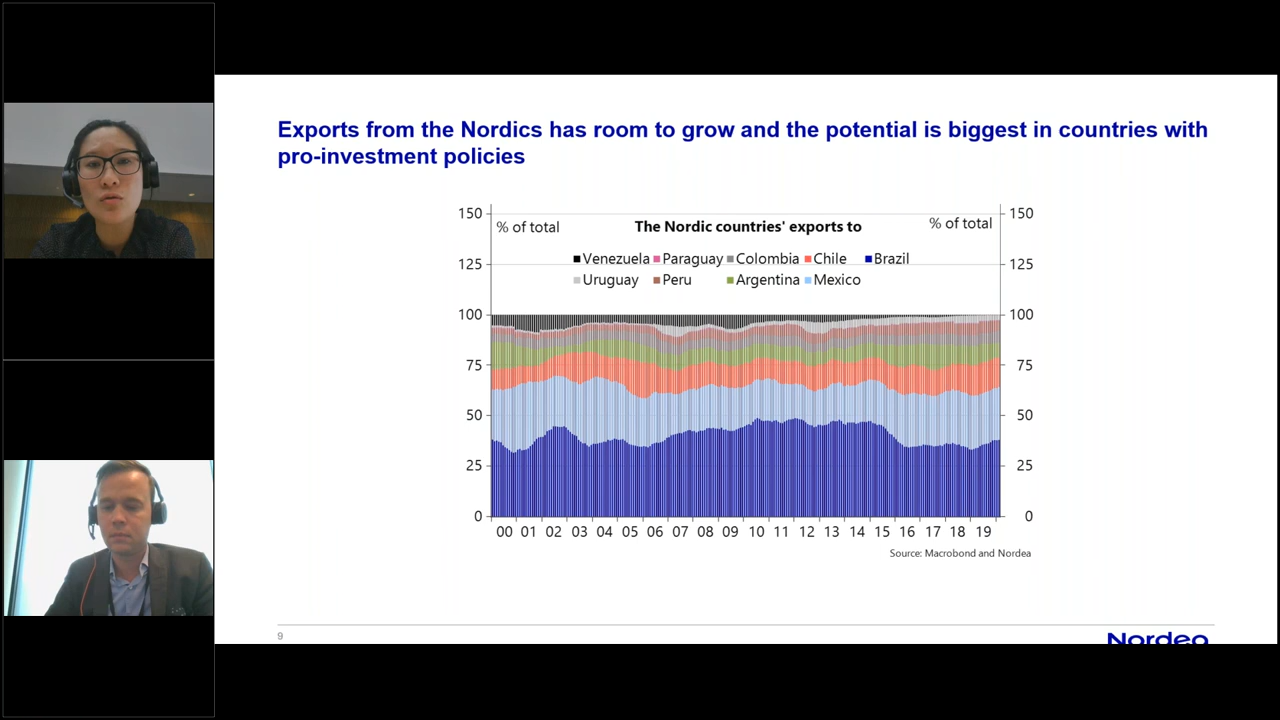 Exports from the Nordics has room to grow and the potential is biggest in countries with
pro-investment policies
150
% of total
The Nordic countries' exports to
% of total
150
125
Venezuela
Paraguay
Colombia
Chile
Brazil
125
Uruguay
Peru
Argentina
Mexico
100
100
75
75
50
50
25
25
0
0
00 01 02 03 04 05 06 07 08 09 10 11 12 13 14 15 16 17 18 19
Source: Macrobond and Nordea
9
Nordea